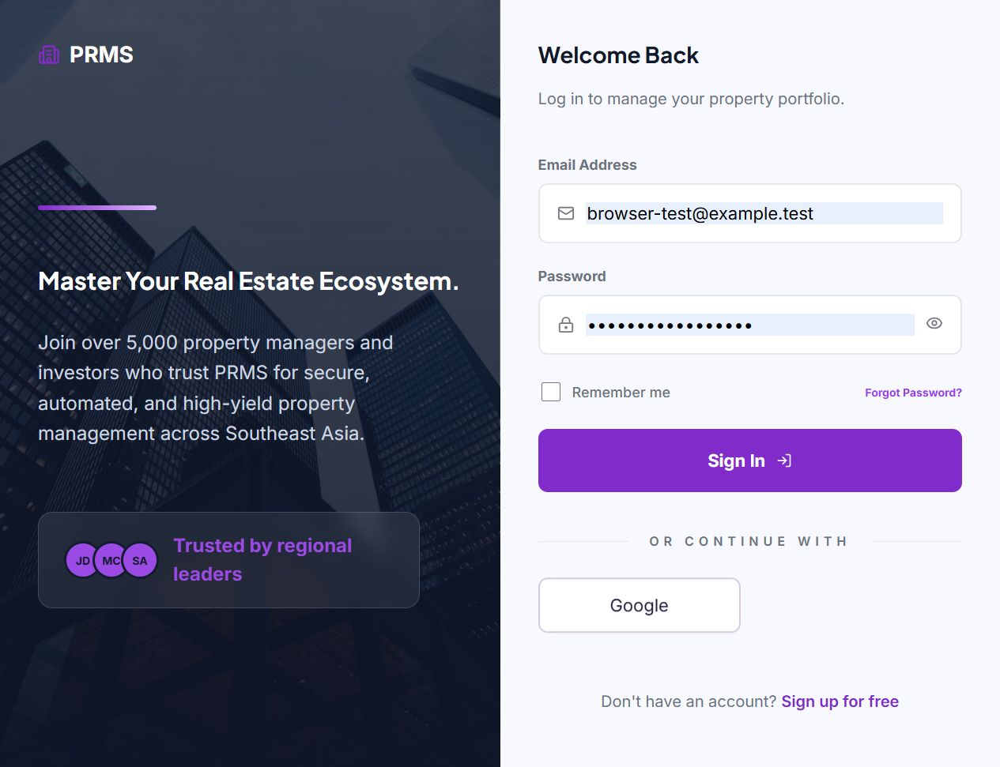 PRMS
Master Your Real Estate Ecosystem.
Join over 5,000 property managers and
investors who trust PRMS for secure,
automated, and high-yield property
management across Southeast Asia.
JD MC SA
Trusted by regional
leaders
Welcome Back
Log in to manage your property portfolio.
Email Address
browser-test@example.test
Password
•••••••••••••••••
Remember me
Forgot Password?
Sign In
OR CONTINUE WITH
Google
Don't have an account? Sign up for free